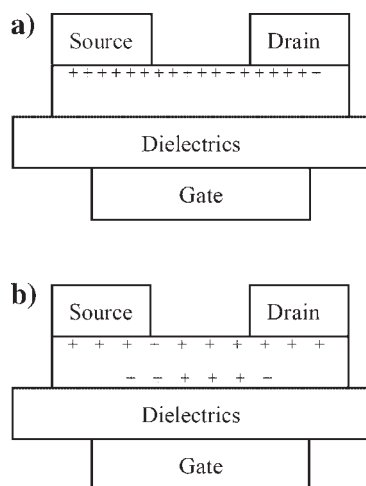 a)
Source Drain
+ + + + + + + + + + + − + + + + + −
Dielectrics
Gate
b)
Source Drain
+ + + − + + + + + +
− − + + + −
Dielectrics
Gate